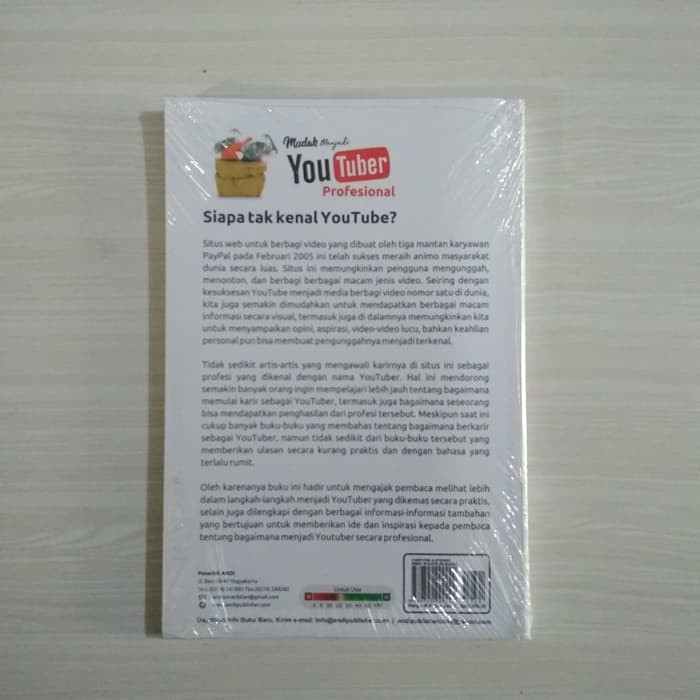 Mudah Menjadi
YouTuber
Profesional
Siapa tak kenal YouTube?
Situs web untuk berbagi video yang dibuat oleh tiga mantan karyawan
PayPal pada Februari 2005 ini telah sukses meraih animo masyarakat
dunia secara luas. Situs ini memungkinkan pengguna mengunggah,
menonton, dan berbagi berbagai macam jenis video. Seiring dengan
kesuksesan YouTube menjadi media berbagi video nomor satu di dunia,
kita juga semakin dimudahkan untuk mendapatkan berbagai macam
informasi secara visual, termasuk juga di dalamnya memungkinkan kita
untuk menyampaikan opini, aspirasi, video-video lucu, bahkan keahlian
personal pun bisa membuat pengunggahnya menjadi terkenal.
Tidak sedikit artis-artis yang mengawali karirnya di situs ini sebagai
profesi yang dikenal dengan nama YouTuber. Hal ini mendorong
semakin banyak orang ingin mempelajari lebih jauh tentang bagaimana
memulai karir sebagai YouTuber, termasuk juga bagaimana seseorang
bisa mendapatkan penghasilan dari profesi tersebut. Meskipun saat ini
cukup banyak buku-buku yang membahas tentang bagaimana berkarir
sebagai YouTuber, namun tidak sedikit dari buku-buku tersebut yang
memberikan ulasan secara kurang praktis dan dengan bahasa yang
terlalu rumit.
Oleh karenanya buku ini hadir untuk mengajak pembaca melihat lebih
dalam langkah-langkah menjadi YouTuber yang dikemas secara praktis,
selain juga dilengkapi dengan berbagai informasi-informasi tambahan
yang bertujuan untuk memberikan ide dan inspirasi kepada pembaca
tentang bagaimana menjadi Youtuber secara profesional.
Penerbit ANDI
Yogyakarta
Untuk Usia
Info Buku Baru, Kirim e-mail: info@andipublisher.com